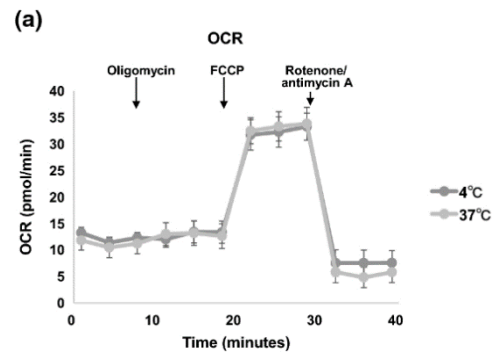 (a)
OCR
Oligomycin
FCCP
Rotenone/
antimycin A
40
35
30
25
20
15
10
5
0
OCR (pmol/min)
0 10 20 30 40
Time (minutes)
4℃
37℃